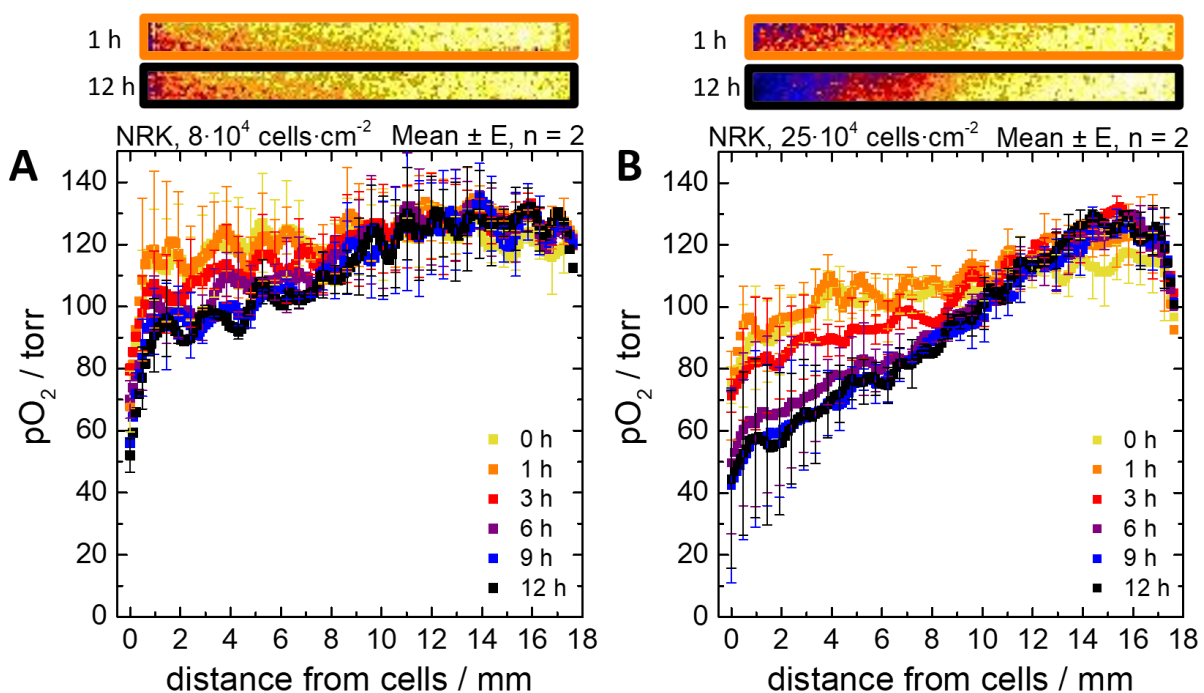 1 h
12 h
1 h
12 h
A
NRK, 8·10⁴ cells·cm⁻² Mean ± E, n = 2
140
120
100
80
60
40
20
0
pO₂ / torr
0 h
1 h
3 h
6 h
9 h
12 h
0 2 4 6 8 10 12 14 16 18
distance from cells / mm
B
NRK, 25·10⁴ cells·cm⁻² Mean ± E, n = 2
140
120
100
80
60
40
20
0
pO₂ / torr
0 h
1 h
3 h
6 h
9 h
12 h
0 2 4 6 8 10 12 14 16 18
distance from cells / mm